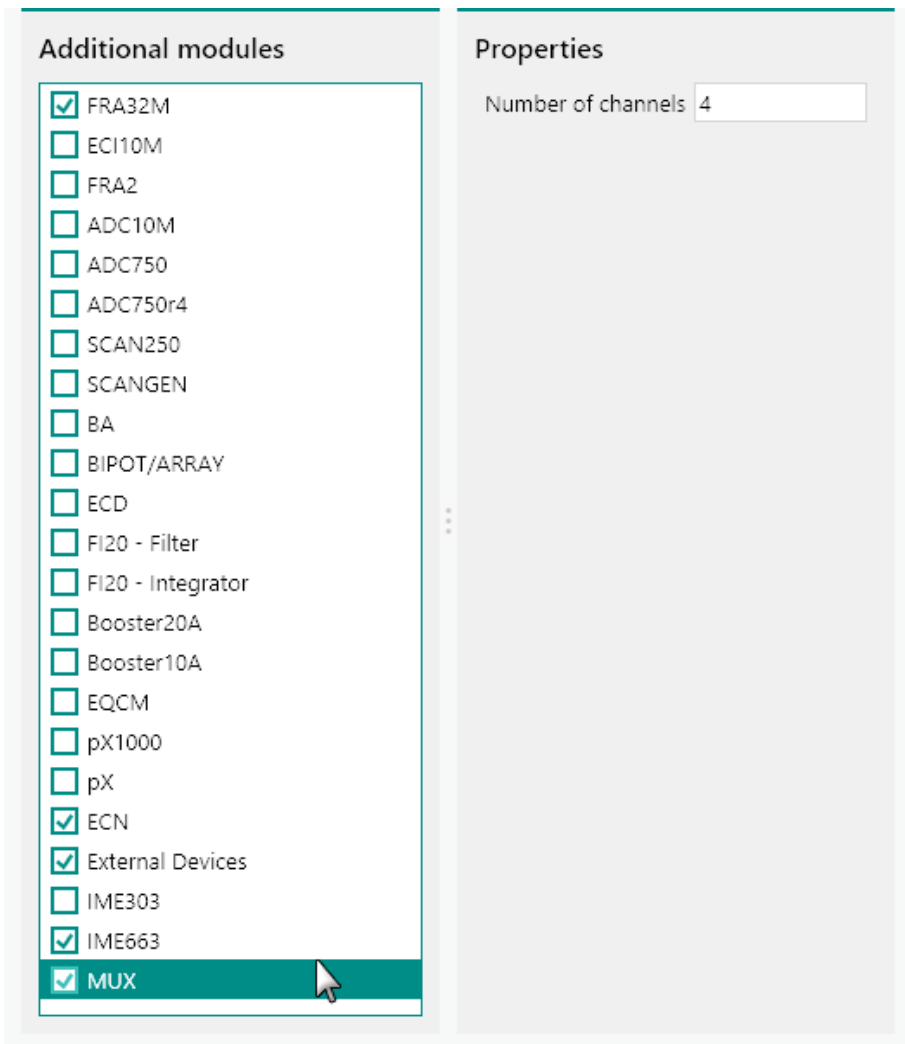 Additional modules
FRA32M
ECI10M
FRA2
ADC10M
ADC750
ADC750r4
SCAN250
SCANGEN
BA
BIPOT/ARRAY
ECD
FI20 - Filter
FI20 - Integrator
Booster20A
Booster10A
EQCM
pX1000
pX
ECN
External Devices
IME303
IME663
MUX
Properties
Number of channels 4